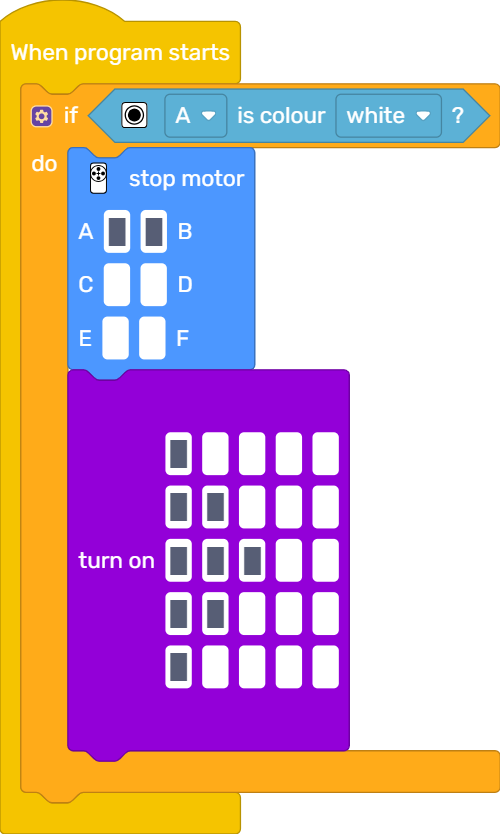 When program starts
if A is colour white ?
do
stop motor
A B
C D
E F
turn on